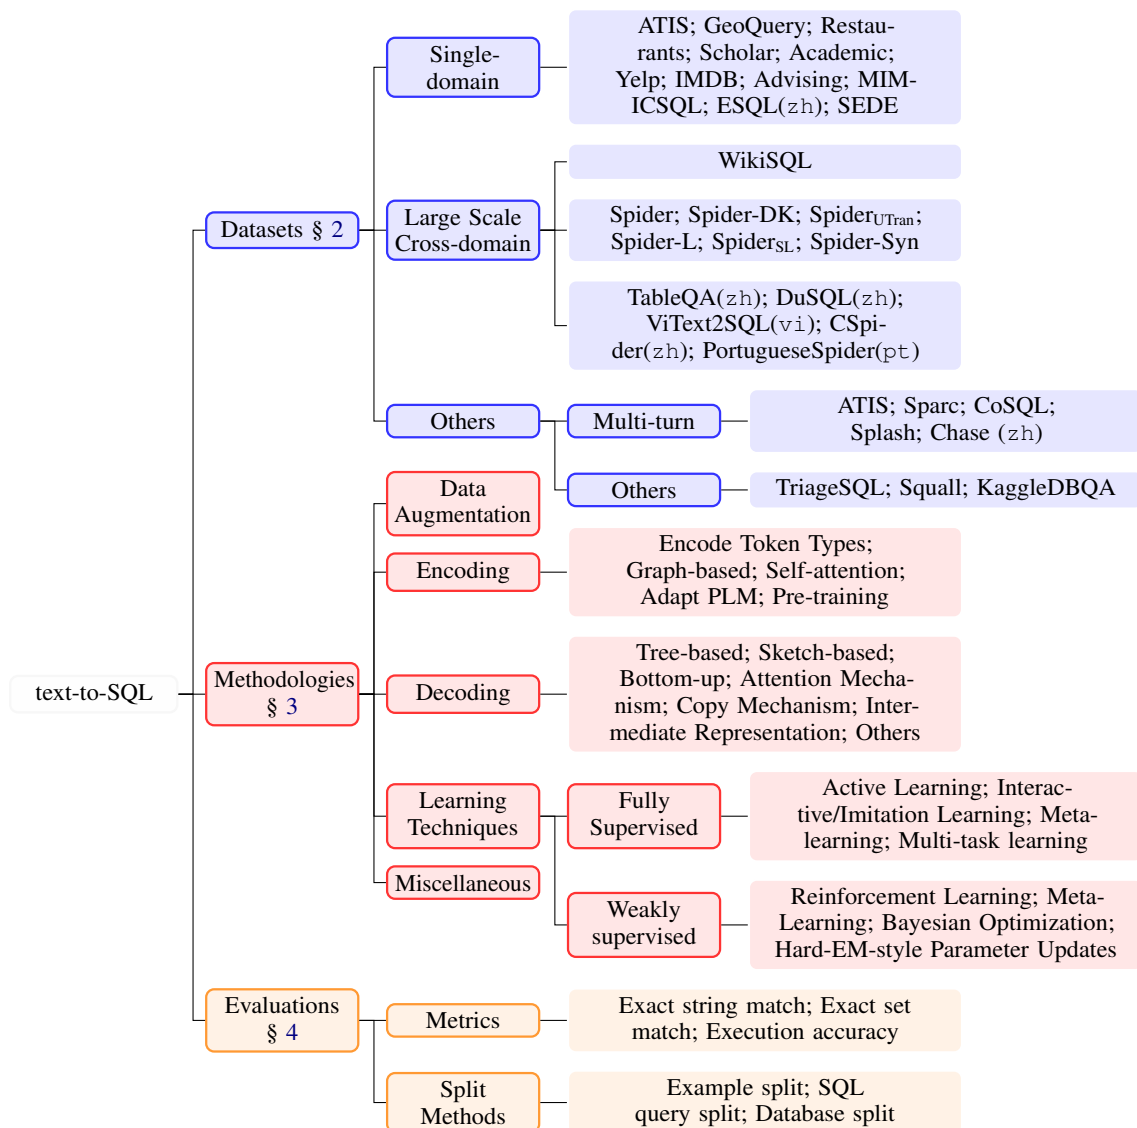 text-to-SQL
Datasets § 2
Single-
domain
ATIS; GeoQuery; Restau-
rants; Scholar; Academic;
Yelp; IMDB; Advising; MIM-
ICSQL; ESQL(zh); SEDE
Large Scale
Cross-domain
WikiSQL
Spider; Spider-DK; SpiderUTran;
Spider-L; SpiderSL; Spider-Syn
TableQA(zh); DuSQL(zh);
ViText2SQL(vi); CSpi-
der(zh); PortugueseSpider(pt)
Others
Multi-turn
ATIS; Sparc; CoSQL;
Splash; Chase (zh)
Others
TriageSQL; Squall; KaggleDBQA
Methodologies
§ 3
Data
Augmentation
Encoding
Encode Token Types;
Graph-based; Self-attention;
Adapt PLM; Pre-training
Decoding
Tree-based; Sketch-based;
Bottom-up; Attention Mecha-
nism; Copy Mechanism; Inter-
mediate Representation; Others
Learning
Techniques
Fully
Supervised
Active Learning; Interac-
tive/Imitation Learning; Meta-
learning; Multi-task learning
Weakly
supervised
Reinforcement Learning; Meta-
Learning; Bayesian Optimization;
Hard-EM-style Parameter Updates
Miscellaneous
Evaluations
§ 4
Metrics
Exact string match; Exact set
match; Execution accuracy
Split
Methods
Example split; SQL
query split; Database split